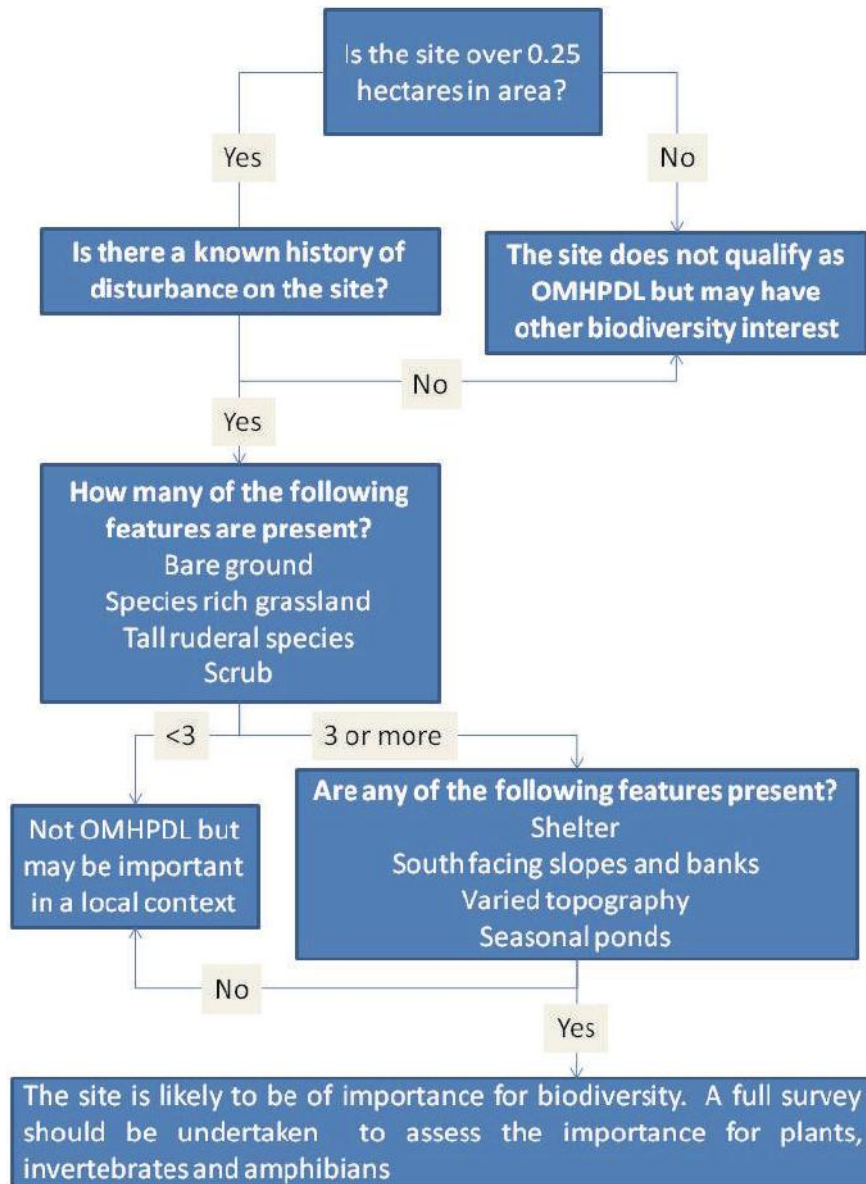 Is the site over 0.25
hectares in area?
Yes
No
Is there a known history of
disturbance on the site?
The site does not qualify as
OMHPDL but may have
other biodiversity interest
No
Yes
How many of the following
features are present?
Bare ground
Species rich grassland
Tall ruderal species
Scrub
<3
3 or more
Are any of the following features present?
Shelter
South facing slopes and banks
Varied topography
Seasonal ponds
Not OMHPDL but
may be important
in a local context
No
Yes
The site is likely to be of importance for biodiversity. A full survey
should be undertaken to assess the importance for plants,
invertebrates and amphibians